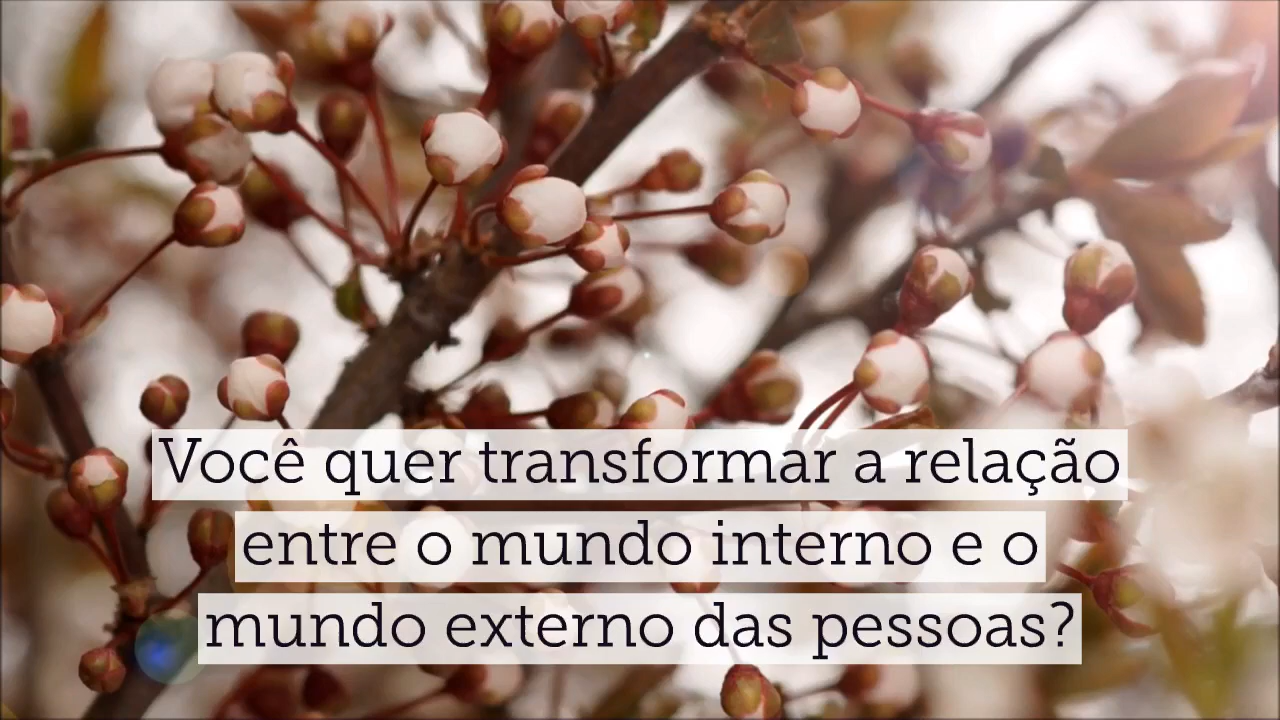 Você quer transformar a relação
entre o mundo interno e o
mundo externo das pessoas?